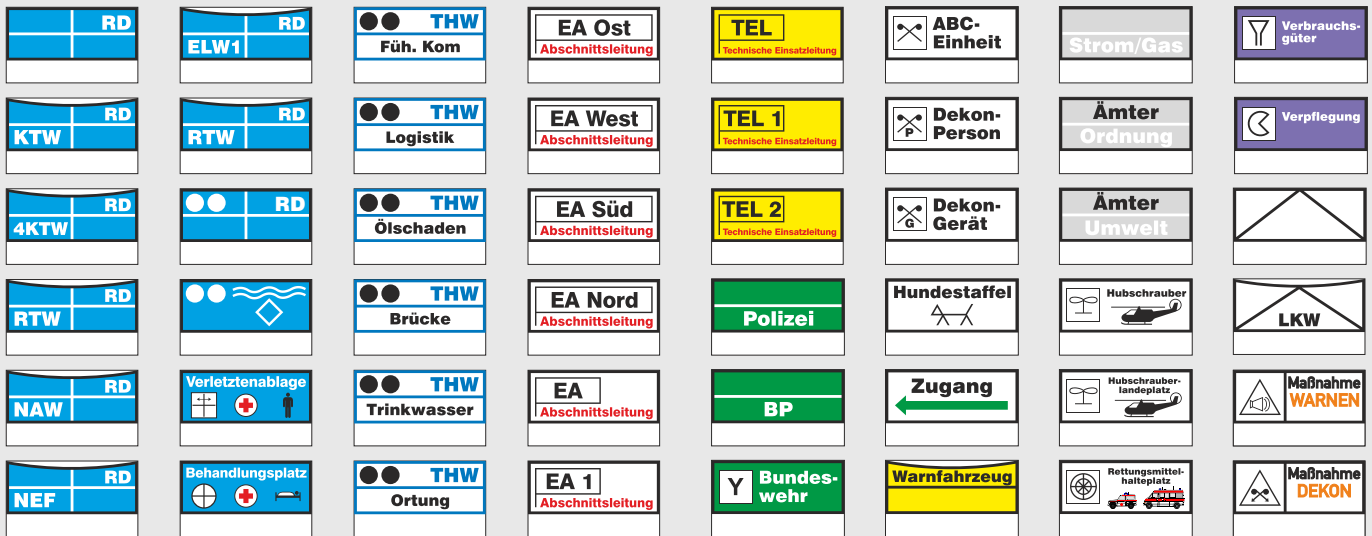 RD
RD
ELW1
THW
Füh. Kom
EA Ost
Abschnittsleitung
TEL
Technische Einsatzleitung
ABC-
Einheit
Strom/Gas
Verbrauchs-
güter
RD
KTW
RD
RTW
THW
Logistik
EA West
Abschnittsleitung
TEL 1
Technische Einsatzleitung
P
Dekon-
Person
Ämter
Ordnung
Verpflegung
RD
4KTW
RD
THW
Ölschaden
EA Süd
Abschnittsleitung
TEL 2
Technische Einsatzleitung
G
Dekon-
Gerät
Ämter
Umwelt
RD
RTW
THW
Brücke
EA Nord
Abschnittsleitung
Polizei
Hundestaffel
Hubschrauber
LKW
RD
NAW
Verletztenablage
THW
Trinkwasser
EA
Abschnittsleitung
BP
Zugang
Hubschrauber-
landeplatz
Maßnahme
WARNEN
RD
NEF
Behandlungsplatz
THW
Ortung
EA 1
Abschnittsleitung
Y
Bundes-
wehr
Warnfahrzeug
Rettungsmittel-
halteplatz
Maßnahme
DEKON